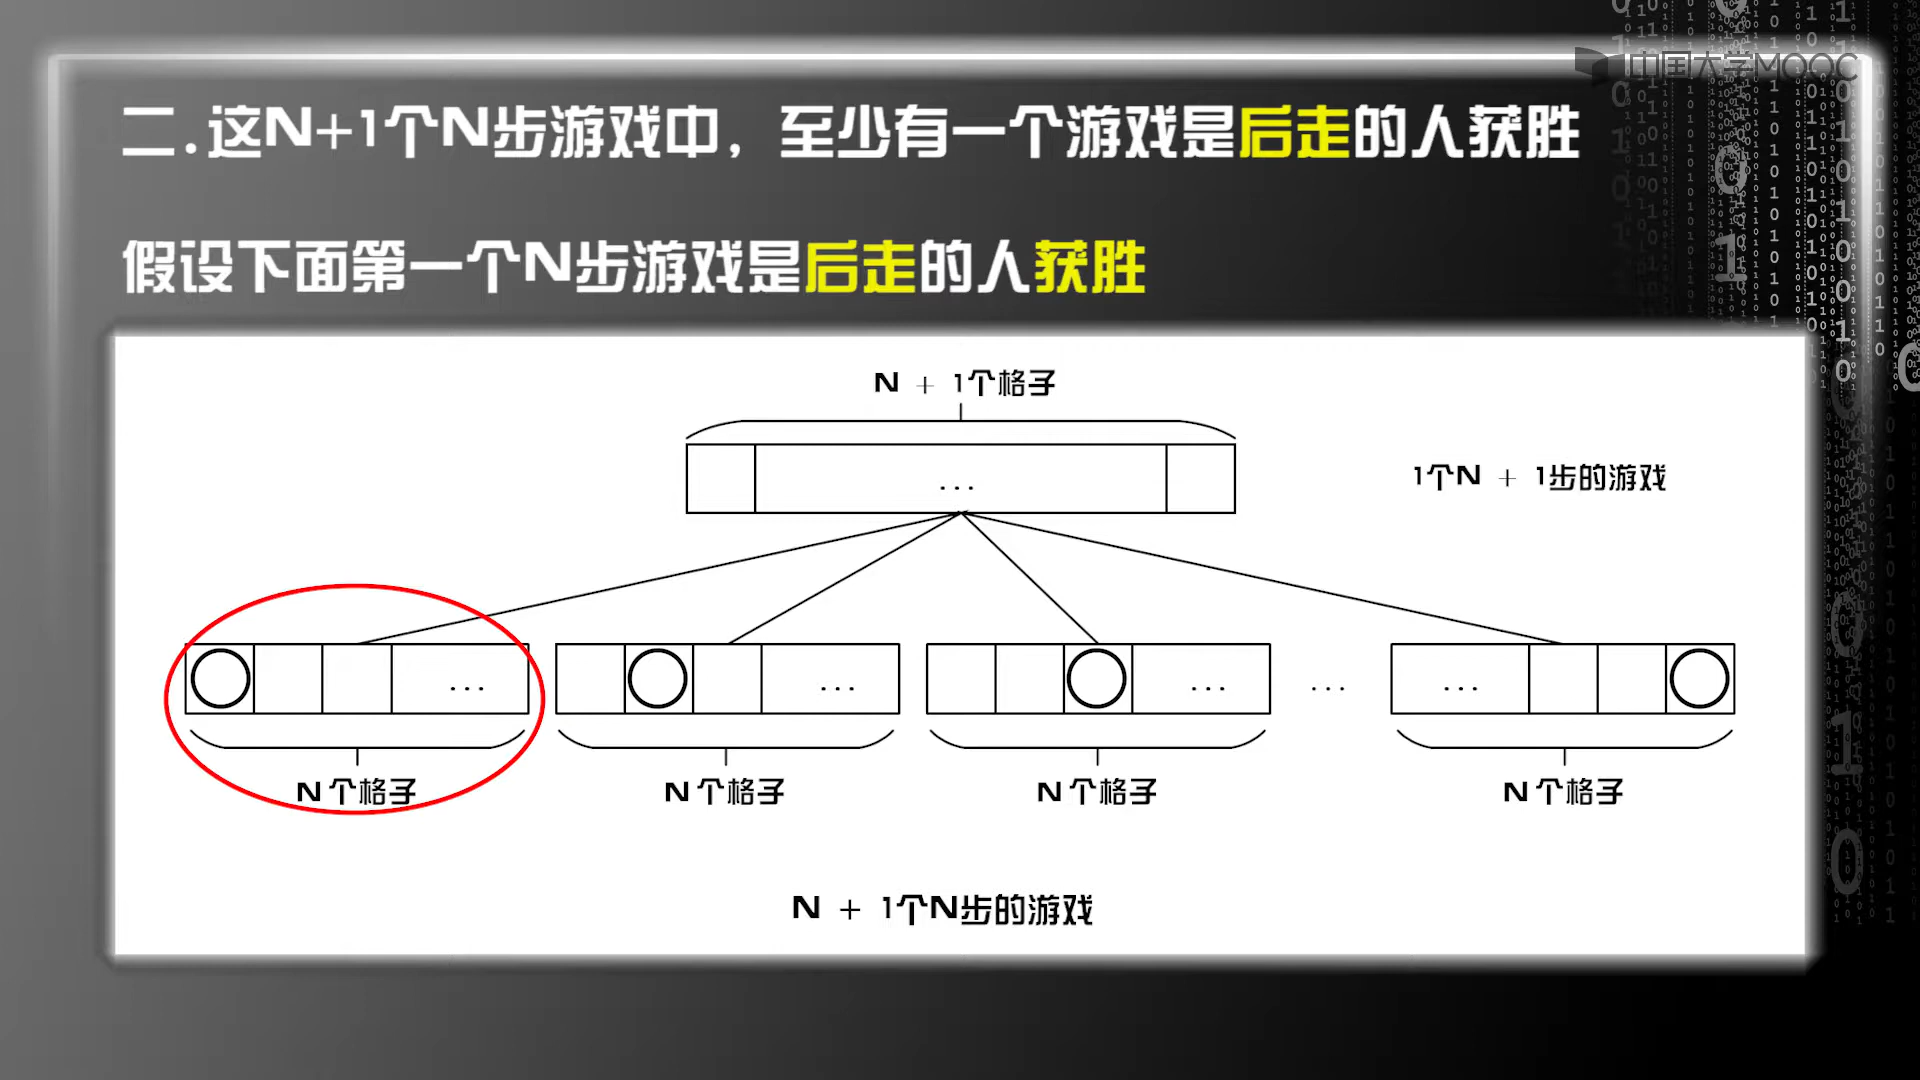 中国大学MOOC
二.这N+1个N步游戏中，至少有一个游戏是后走的人获胜
假设下面第一个N步游戏是后走的人获胜
N + 1个格子
...
1个N + 1步的游戏
... ... ... ... ...
N个格子 N个格子 N个格子 N个格子
N + 1个N步的游戏